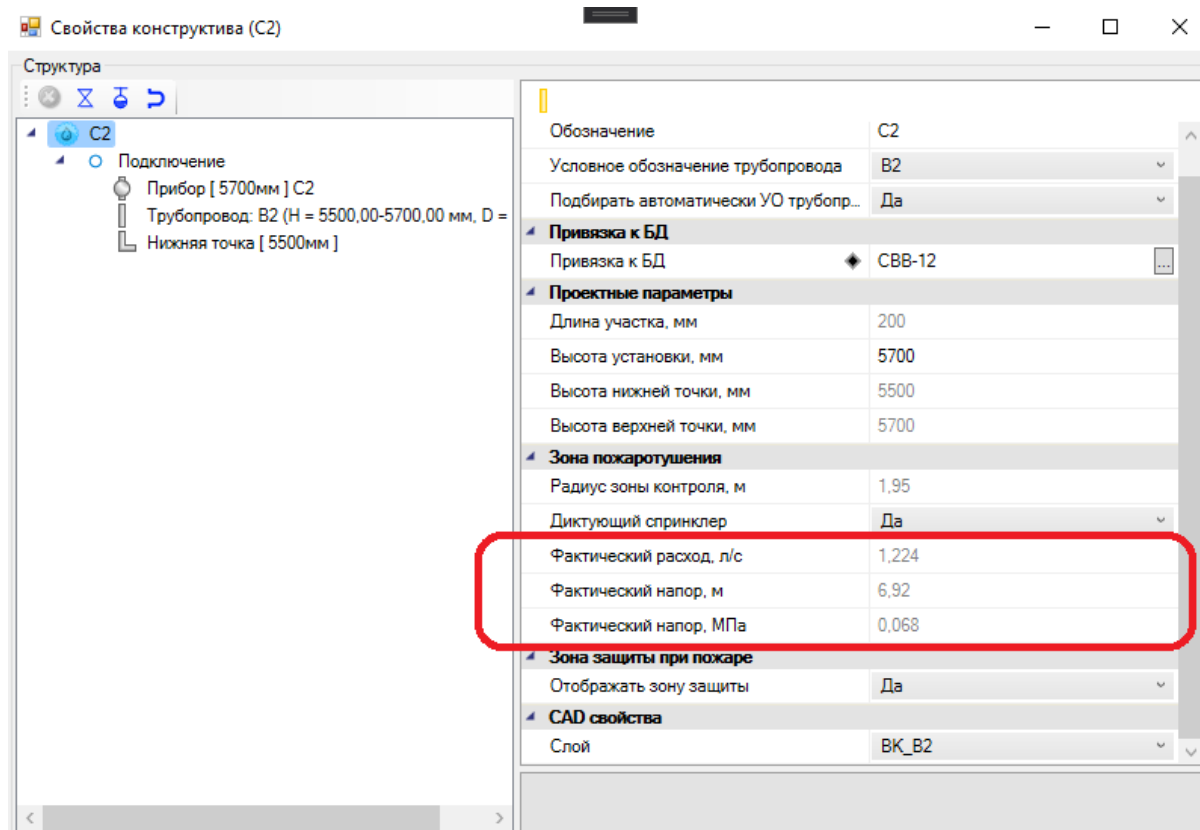 Свойства конструктива (С2)
Структура
С2
Подключение
Прибор [ 5700мм ] С2
Трубопровод: В2 (Н = 5500,00-5700,00 мм, D =
Нижняя точка [ 5500мм ]
Обозначение С2
Условное обозначение трубопровода В2
Подбирать автоматически УО трубопр... Да
Привязка к БД
Привязка к БД СВВ-12 ...
Проектные параметры
Длина участка, мм 200
Высота установки, мм 5700
Высота нижней точки, мм 5500
Высота верхней точки, мм 5700
Зона пожаротушения
Радиус зоны контроля, м 1,95
Диктующий спринклер Да
Фактический расход, л/с 1,224
Фактический напор, м 6,92
Фактический напор, МПа 0,068
Зона защиты при пожаре
Отображать зону защиты Да
CAD свойства
Слой ВК_В2